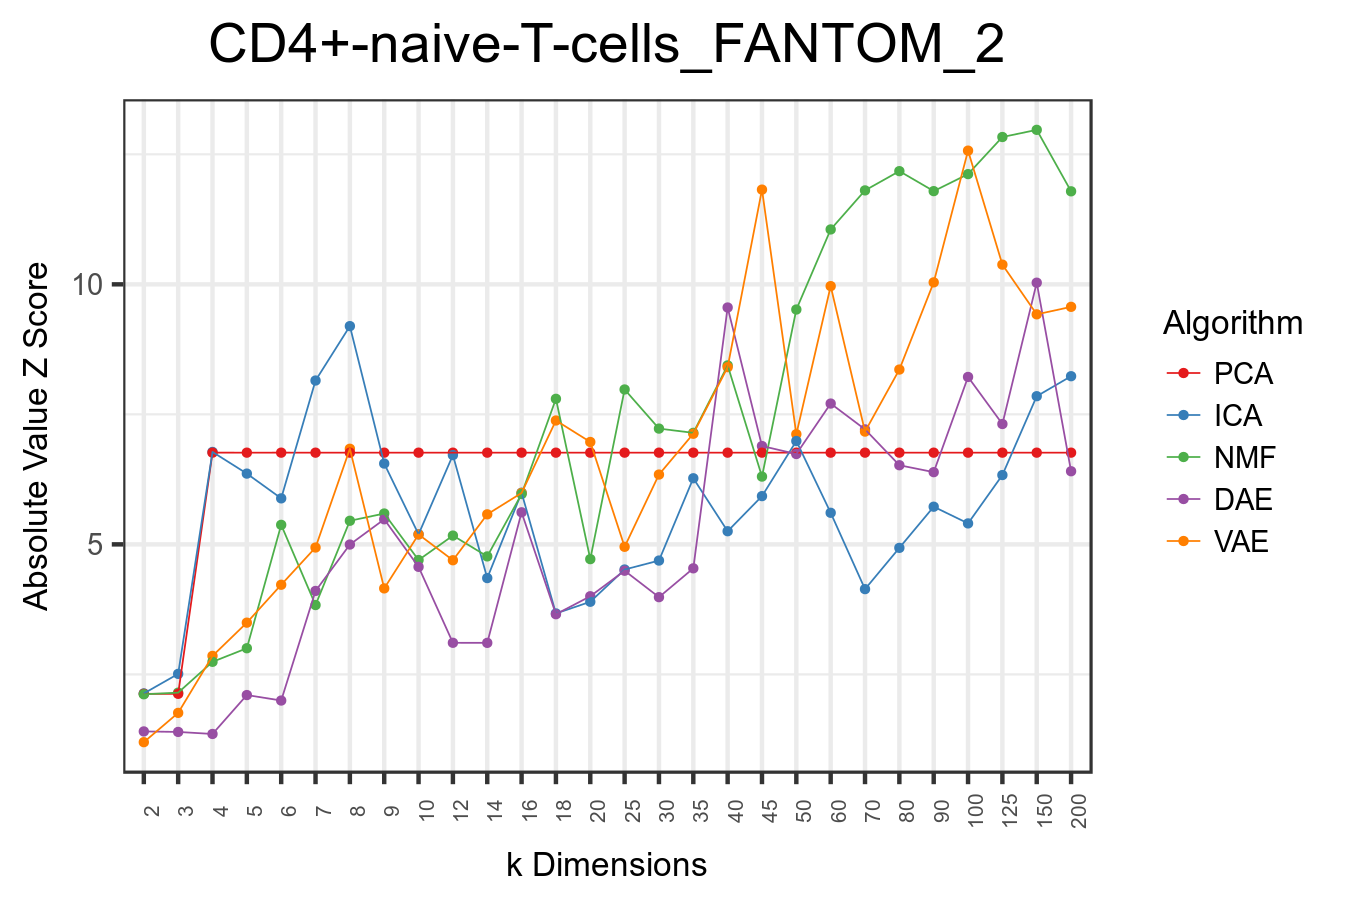 CD4+-naive-T-cells_FANTOM_2
Absolute Value Z Score
10
5
2 3 4 5 6 7 8 9 10 12 14 16 18 20 25 30 35 40 45 50 60 70 80 90 100 125 150 200
k Dimensions
Algorithm
PCA
ICA
NMF
DAE
VAE